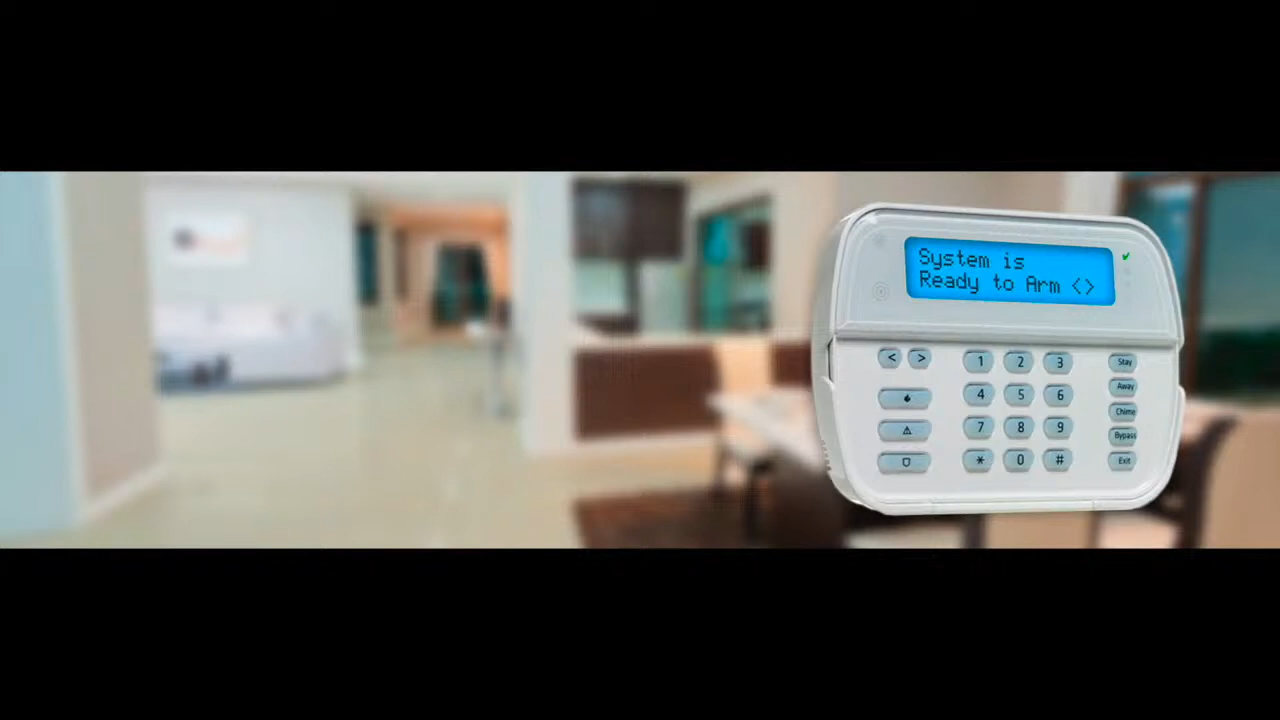 System is
Ready to Arm <>
< > 1 2 3 Stay
4 5 6 Away
7 8 9 Chime
* 0 # Bypass
Exit